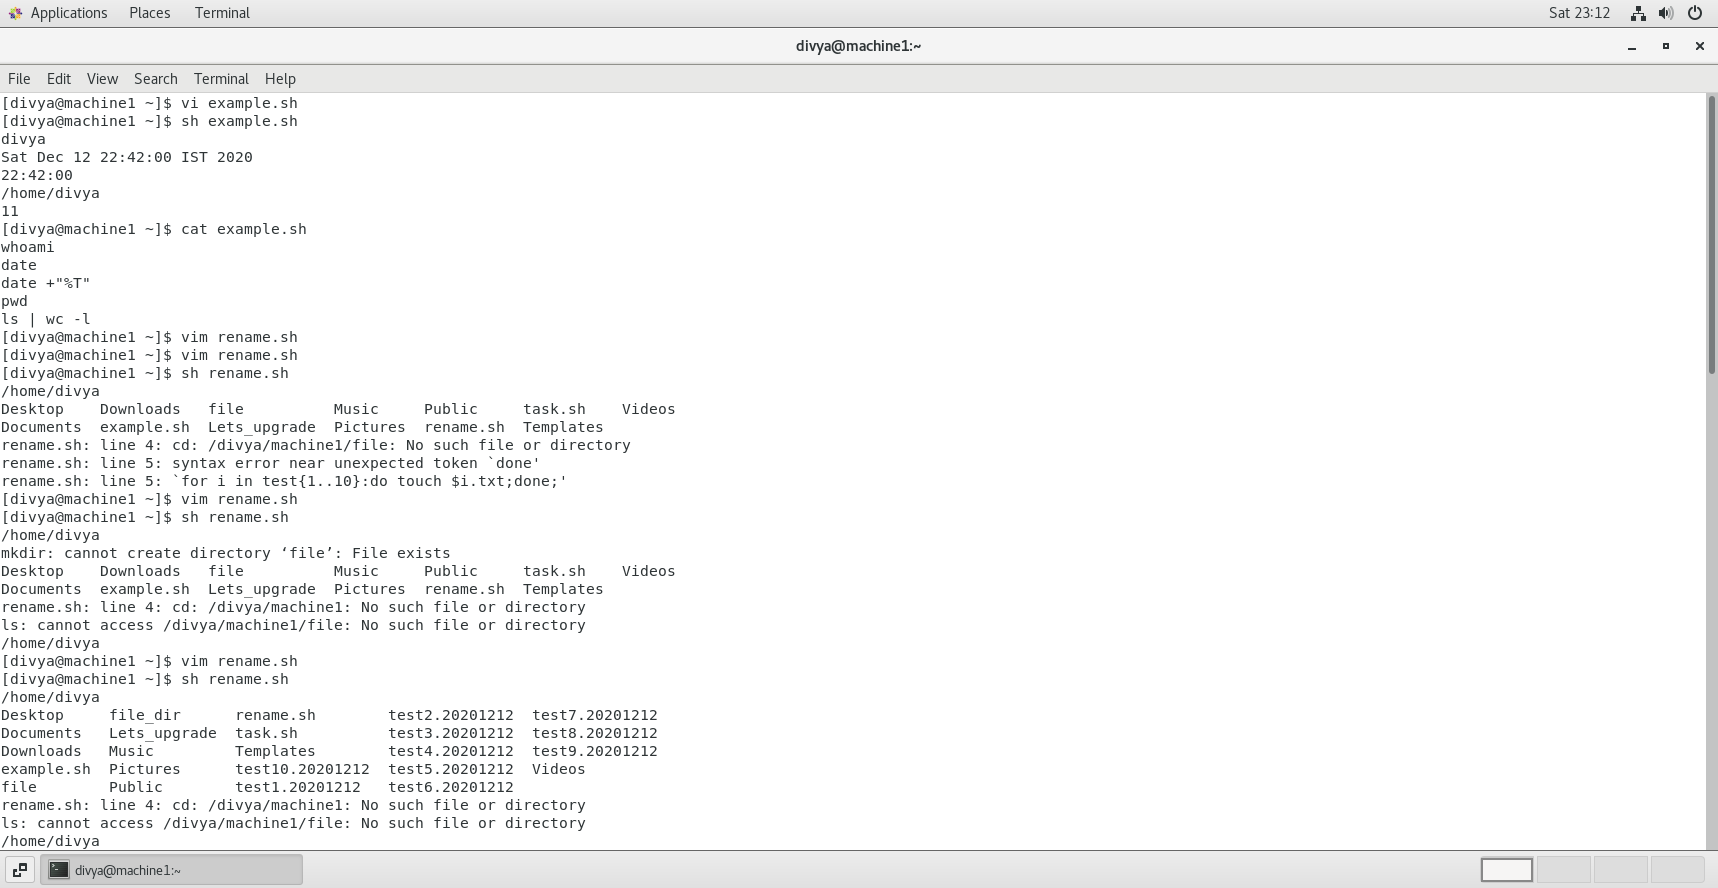 Applications Places Terminal Sat 23:12
divya@machine1:~
File Edit View Search Terminal Help
[divya@machine1 ~]$ vi example.sh
[divya@machine1 ~]$ sh example.sh
divya
Sat Dec 12 22:42:00 IST 2020
22:42:00
/home/divya
11
[divya@machine1 ~]$ cat example.sh
whoami
date
date +"%T"
pwd
ls | wc -l
[divya@machine1 ~]$ vim rename.sh
[divya@machine1 ~]$ vim rename.sh
[divya@machine1 ~]$ sh rename.sh
/home/divya
Desktop    Downloads   file          Music     Public     task.sh    Videos
Documents  example.sh  Lets_upgrade  Pictures  rename.sh  Templates
rename.sh: line 4: cd: /divya/machine1/file: No such file or directory
rename.sh: line 5: syntax error near unexpected token `done'
rename.sh: line 5: `for i in test{1..10}:do touch $i.txt;done;'
[divya@machine1 ~]$ vim rename.sh
[divya@machine1 ~]$ sh rename.sh
/home/divya
mkdir: cannot create directory ‘file’: File exists
Desktop    Downloads   file          Music     Public     task.sh    Videos
Documents  example.sh  Lets_upgrade  Pictures  rename.sh  Templates
rename.sh: line 4: cd: /divya/machine1: No such file or directory
ls: cannot access /divya/machine1/file: No such file or directory
/home/divya
[divya@machine1 ~]$ vim rename.sh
[divya@machine1 ~]$ sh rename.sh
/home/divya
Desktop     file_dir      rename.sh        test2.20201212  test7.20201212
Documents   Lets_upgrade  task.sh          test3.20201212  test8.20201212
Downloads   Music         Templates        test4.20201212  test9.20201212
example.sh  Pictures      test10.20201212  test5.20201212  Videos
file        Public        test1.20201212   test6.20201212
rename.sh: line 4: cd: /divya/machine1: No such file or directory
ls: cannot access /divya/machine1/file: No such file or directory
/home/divya
divya@machine1:~